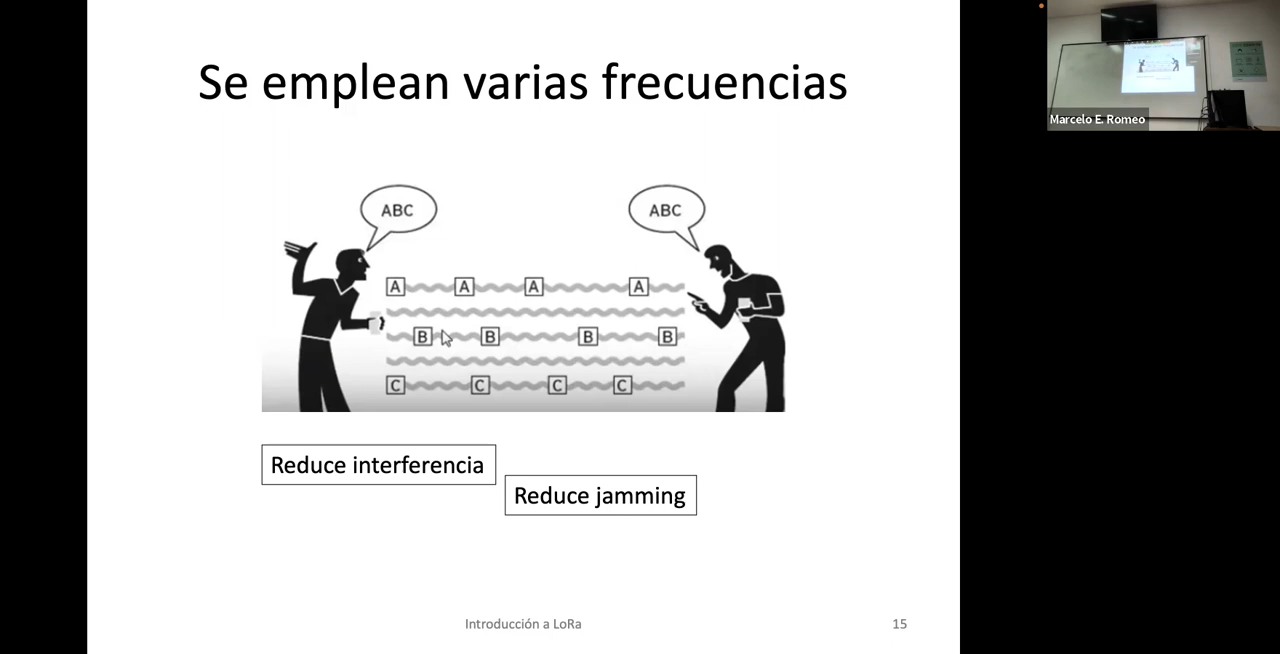 Se emplean varias frecuencias
Marcelo E. Romeo
ABC
ABC
A A A A
B B B B
C C C C
Reduce interferencia
Reduce jamming
Introducción a LoRa
15